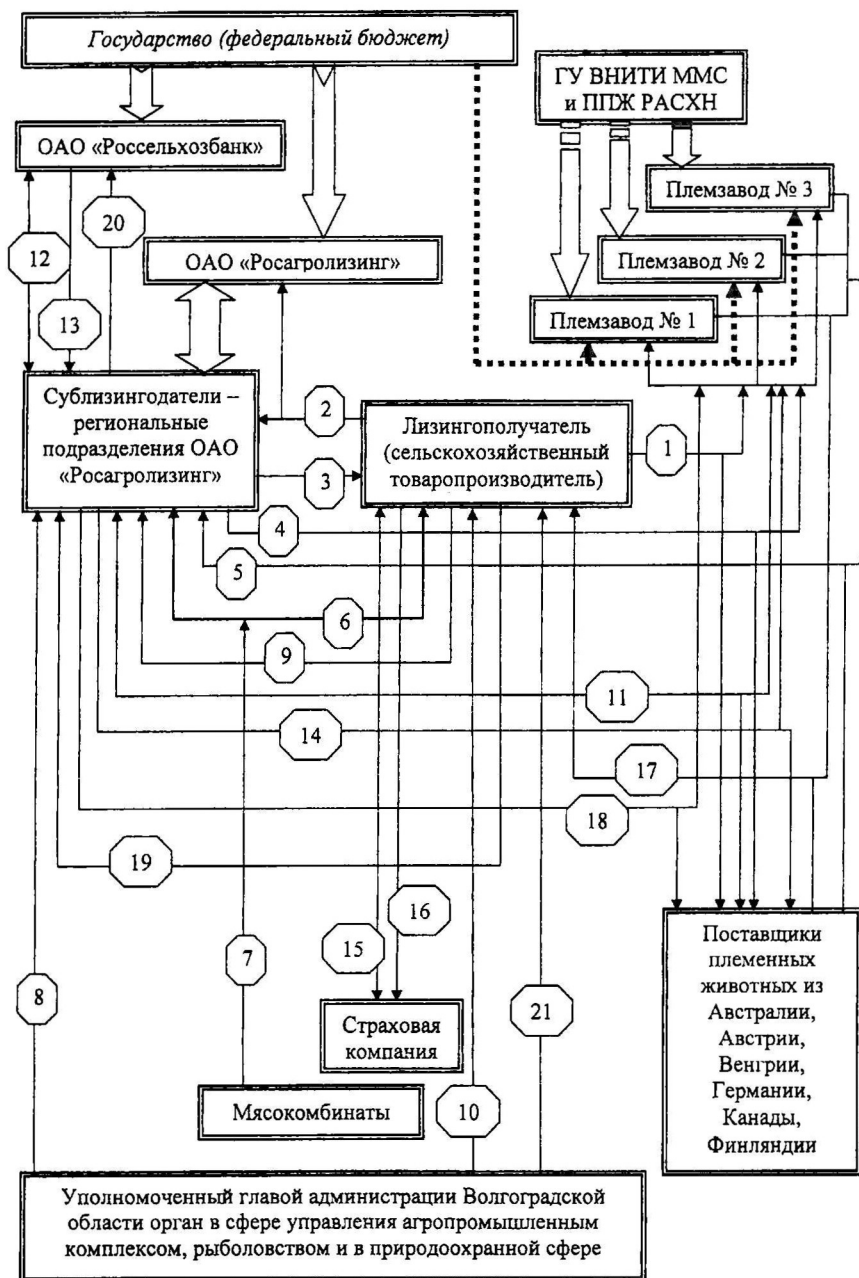 Государство (федеральный бюджет)
ГУ ВНИТИ ММС
и ППЖ РАСХН
ОАО «Россельхозбанк»
Племзавод № 3
20
12
ОАО «Росагролизинг»
Племзавод № 2
13
Племзавод № 1
Сублизингодатели –
региональные
подразделения ОАО
«Росагролизинг»
2
Лизингополучатель
(сельскохозяйственный
товаропроизводитель)
1
3
4
5
6
9
11
14
17
18
19
16
15
7
8
21
10
Страховая
компания
Мясокомбинаты
Поставщики
племенных
животных из
Австралии,
Австрии,
Венгрии,
Германии,
Канады,
Финляндии
Уполномоченный главой администрации Волгоградской
области орган в сфере управления агропромышленным
комплексом, рыболовством и в природоохранной сфере